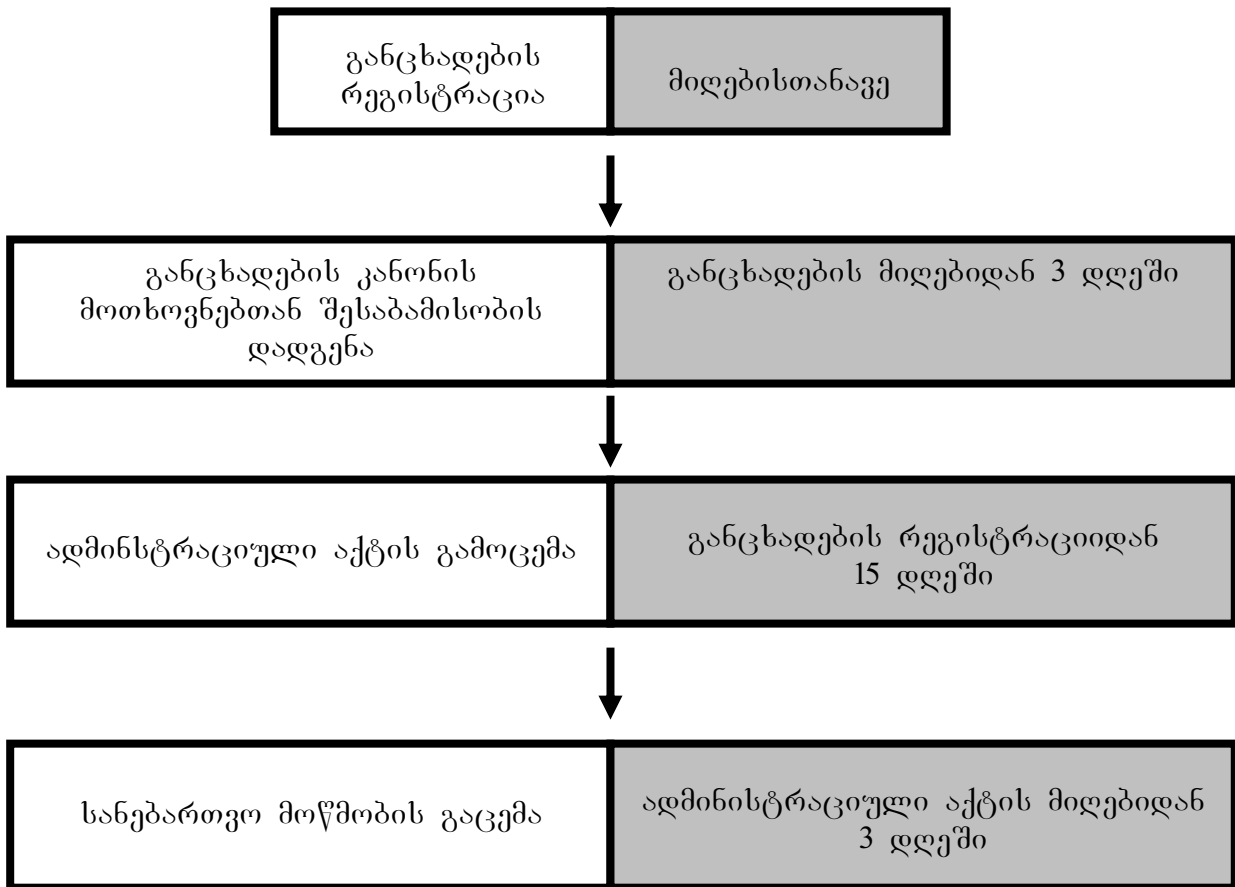 განცხადების
რეგისტრაცია
მიღებისთანავე
განცხადების კანონის
მოთხოვნებთან შესაბამისობის
დადგენა
განცხადების მიღებიდან 3 დღეში
ადმინსტრაციული აქტის გამოცემა
განცხადების რეგისტრაციიდან
15 დღეში
სანებართვო მოწმობის გაცემა
ადმინისტრაციული აქტის მიღებიდან
3 დღეში